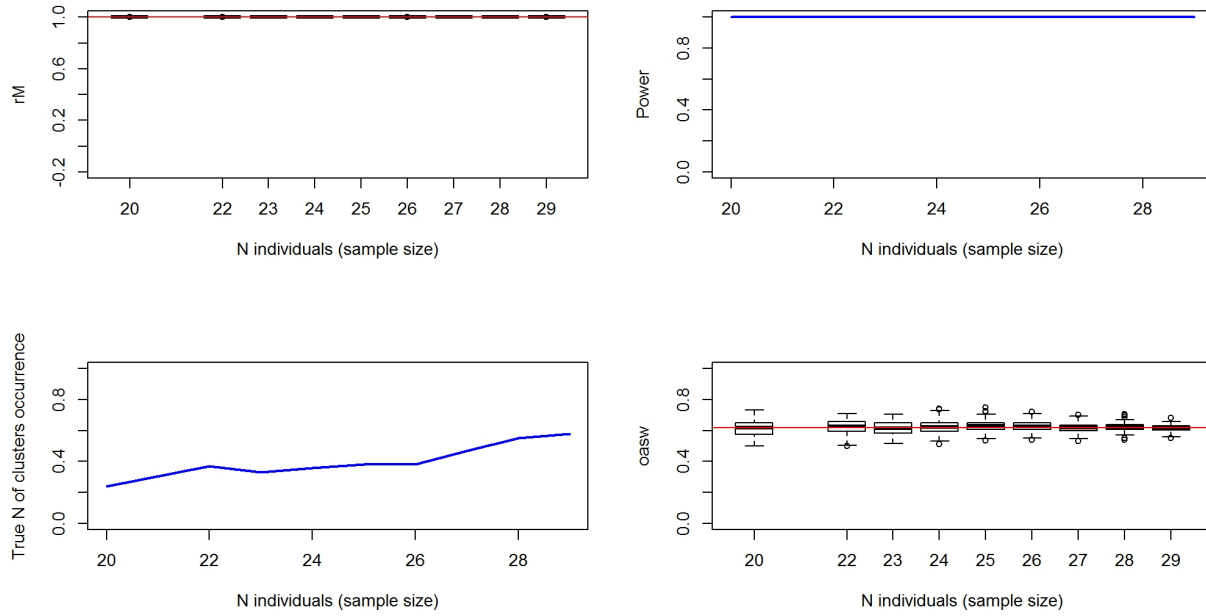 rM
-0.2 0.2 0.6 1.0
20 22 23 24 25 26 27 28 29
N individuals (sample size)
Power
0.0 0.4 0.8
20 22 24 26 28
N individuals (sample size)
True N of clusters occurrence
0.0 0.4 0.8
20 22 24 26 28
N individuals (sample size)
oasw
0.0 0.4 0.8
20 22 23 24 25 26 27 28 29
N individuals (sample size)